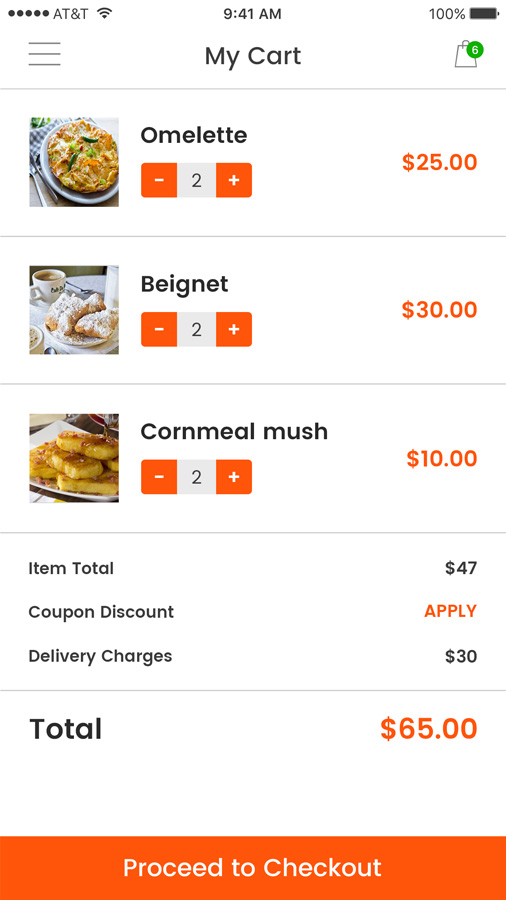 AT&T 9:41 AM 100%
My Cart 6
Omelette
- 2 +
$25.00
Beignet
- 2 +
$30.00
Cornmeal mush
- 2 +
$10.00
Item Total $47
Coupon Discount APPLY
Delivery Charges $30
Total $65.00
Proceed to Checkout